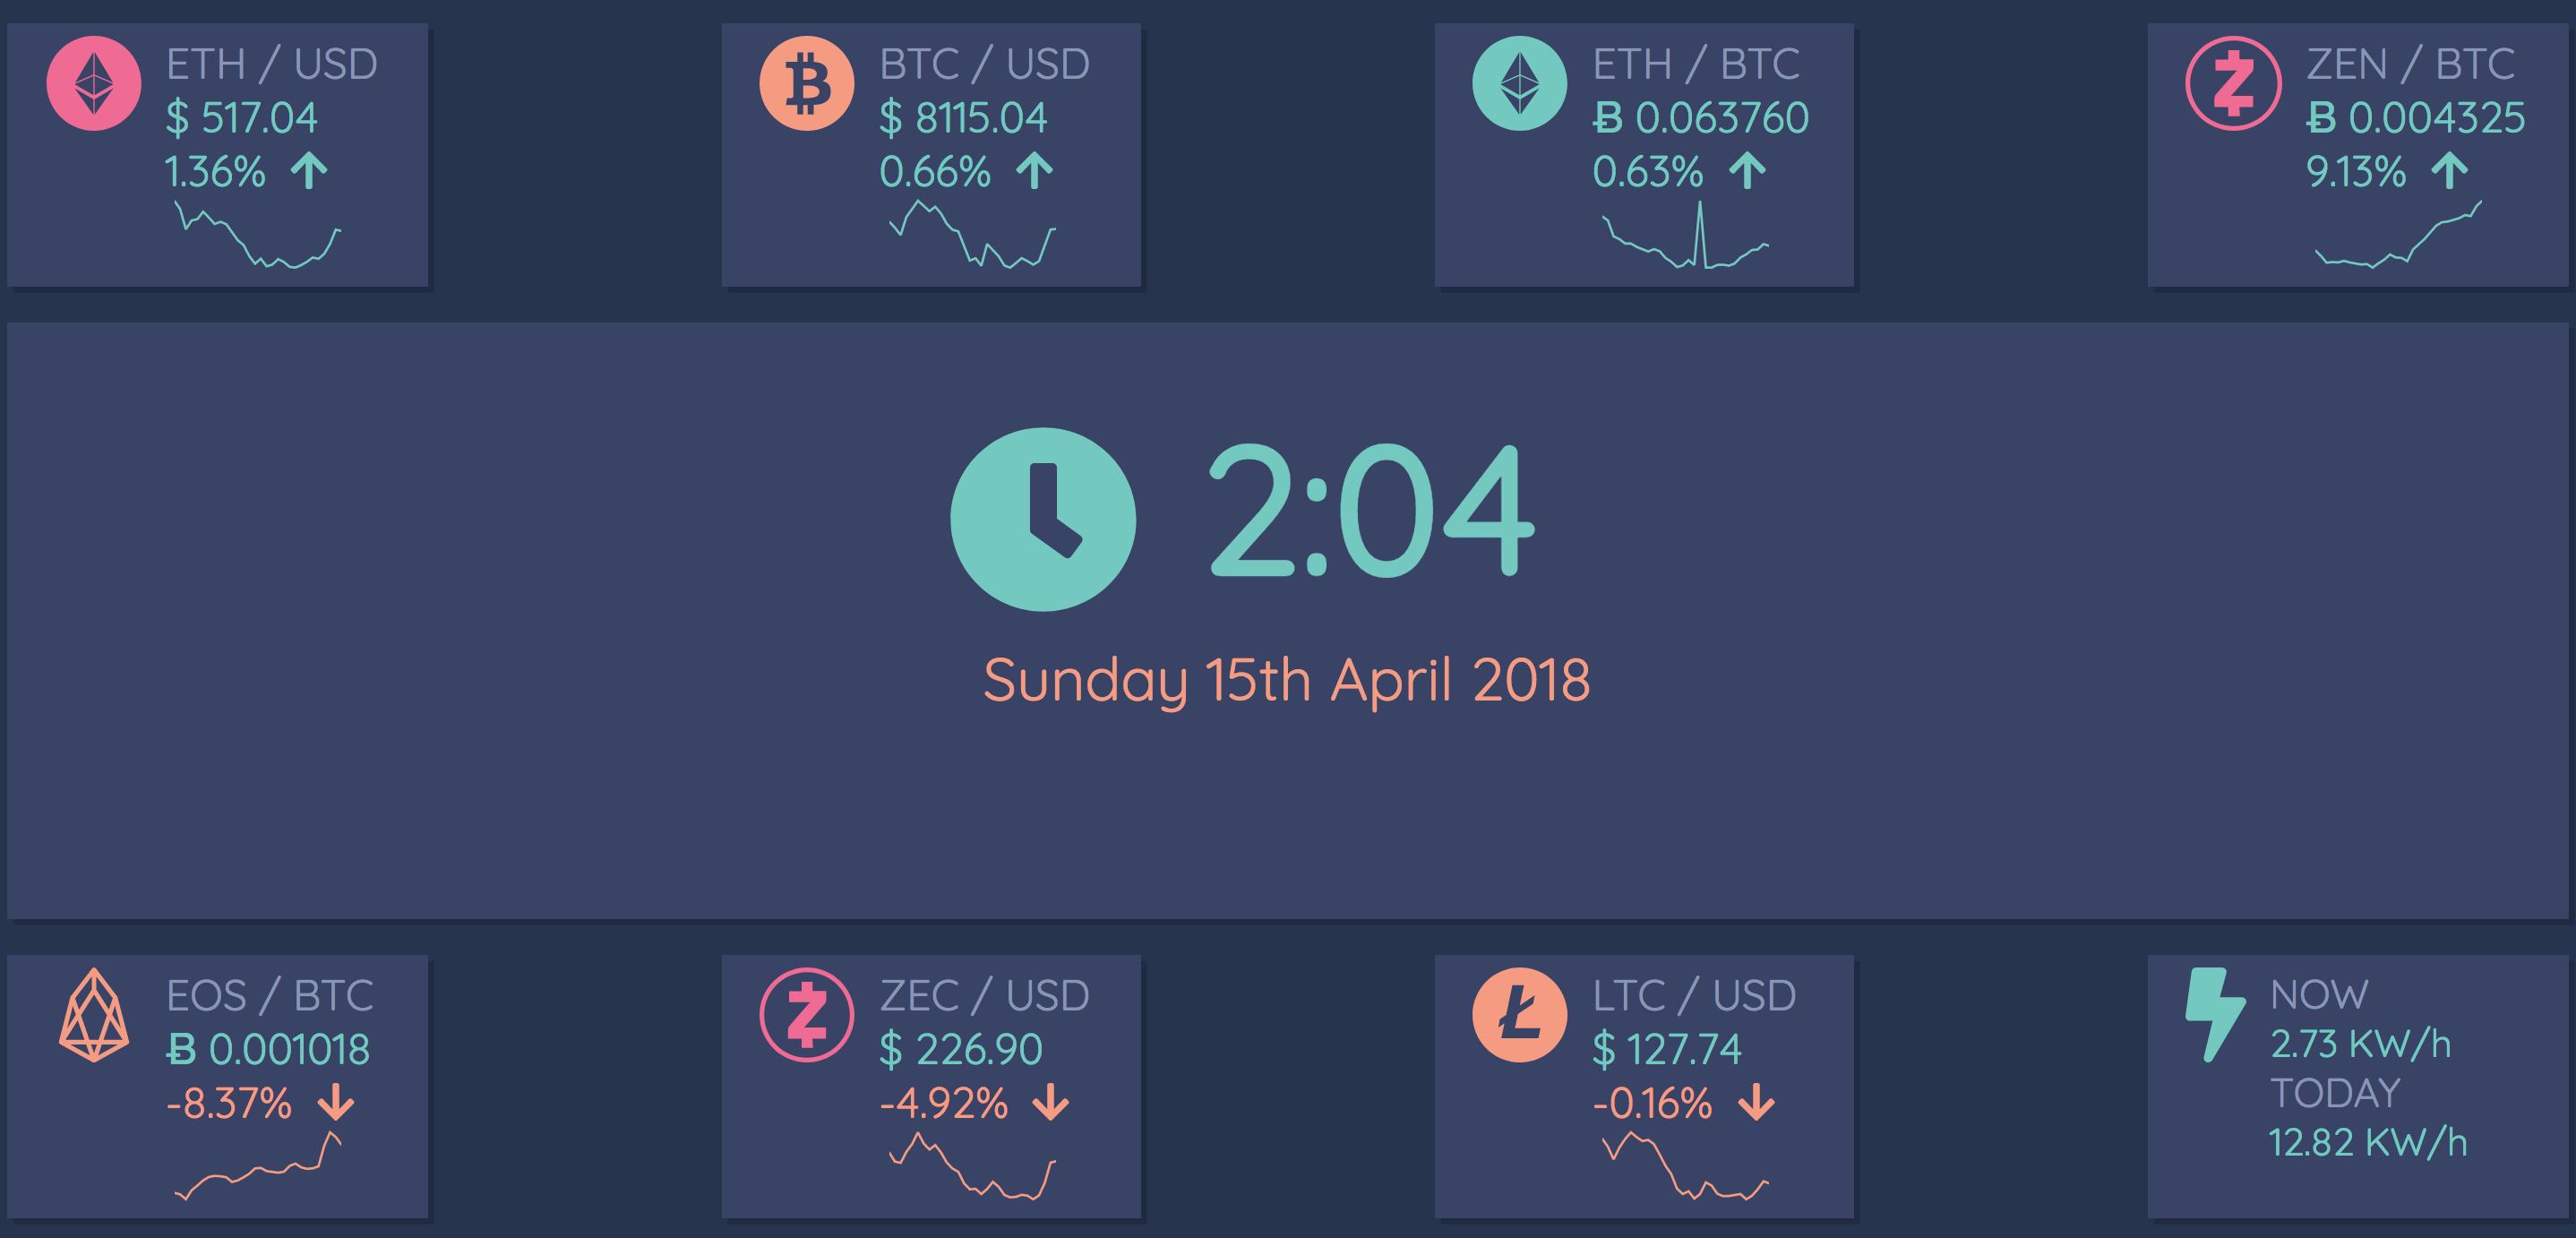 ETH / USD
$ 517.04
1.36%
BTC / USD
$ 8115.04
0.66%
ETH / BTC
Ƀ 0.063760
0.63%
ZEN / BTC
Ƀ 0.004325
9.13%
2:04
Sunday 15th April 2018
EOS / BTC
Ƀ 0.001018
-8.37%
ZEC / USD
$ 226.90
-4.92%
LTC / USD
$ 127.74
-0.16%
NOW
2.73 KW/h
TODAY
12.82 KW/h